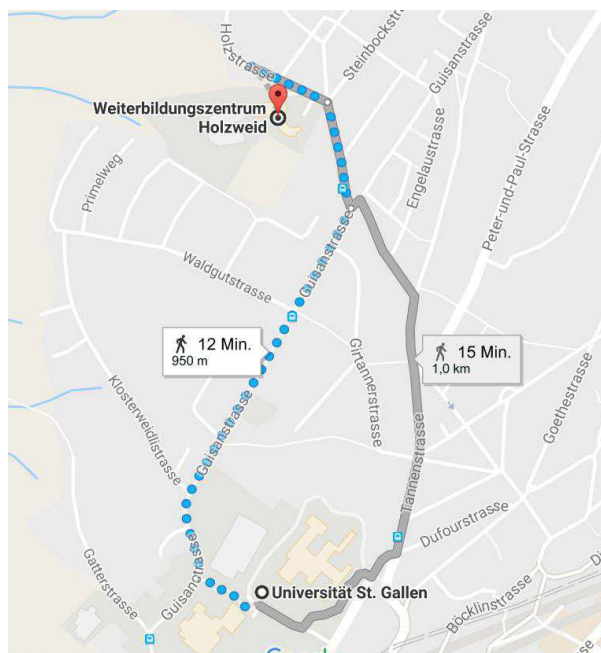 Holzstrasse
Steinbockstrasse
Guisanstrasse
Weiterbildungszentrum
Holzweid
Engelaustrasse
Peter-und-Paul-Strasse
Primelweg
Waldgutstrasse
Guisanstrasse
12 Min.
950 m
15 Min.
1,0 km
Girtannerstrasse
Goethestrasse
Klosterweidlistrasse
Guisanstrasse
Tannenstrasse
Dufourstrasse
Gatterstrasse
Guisanstrasse
Universität St. Gallen
Böcklinstrasse